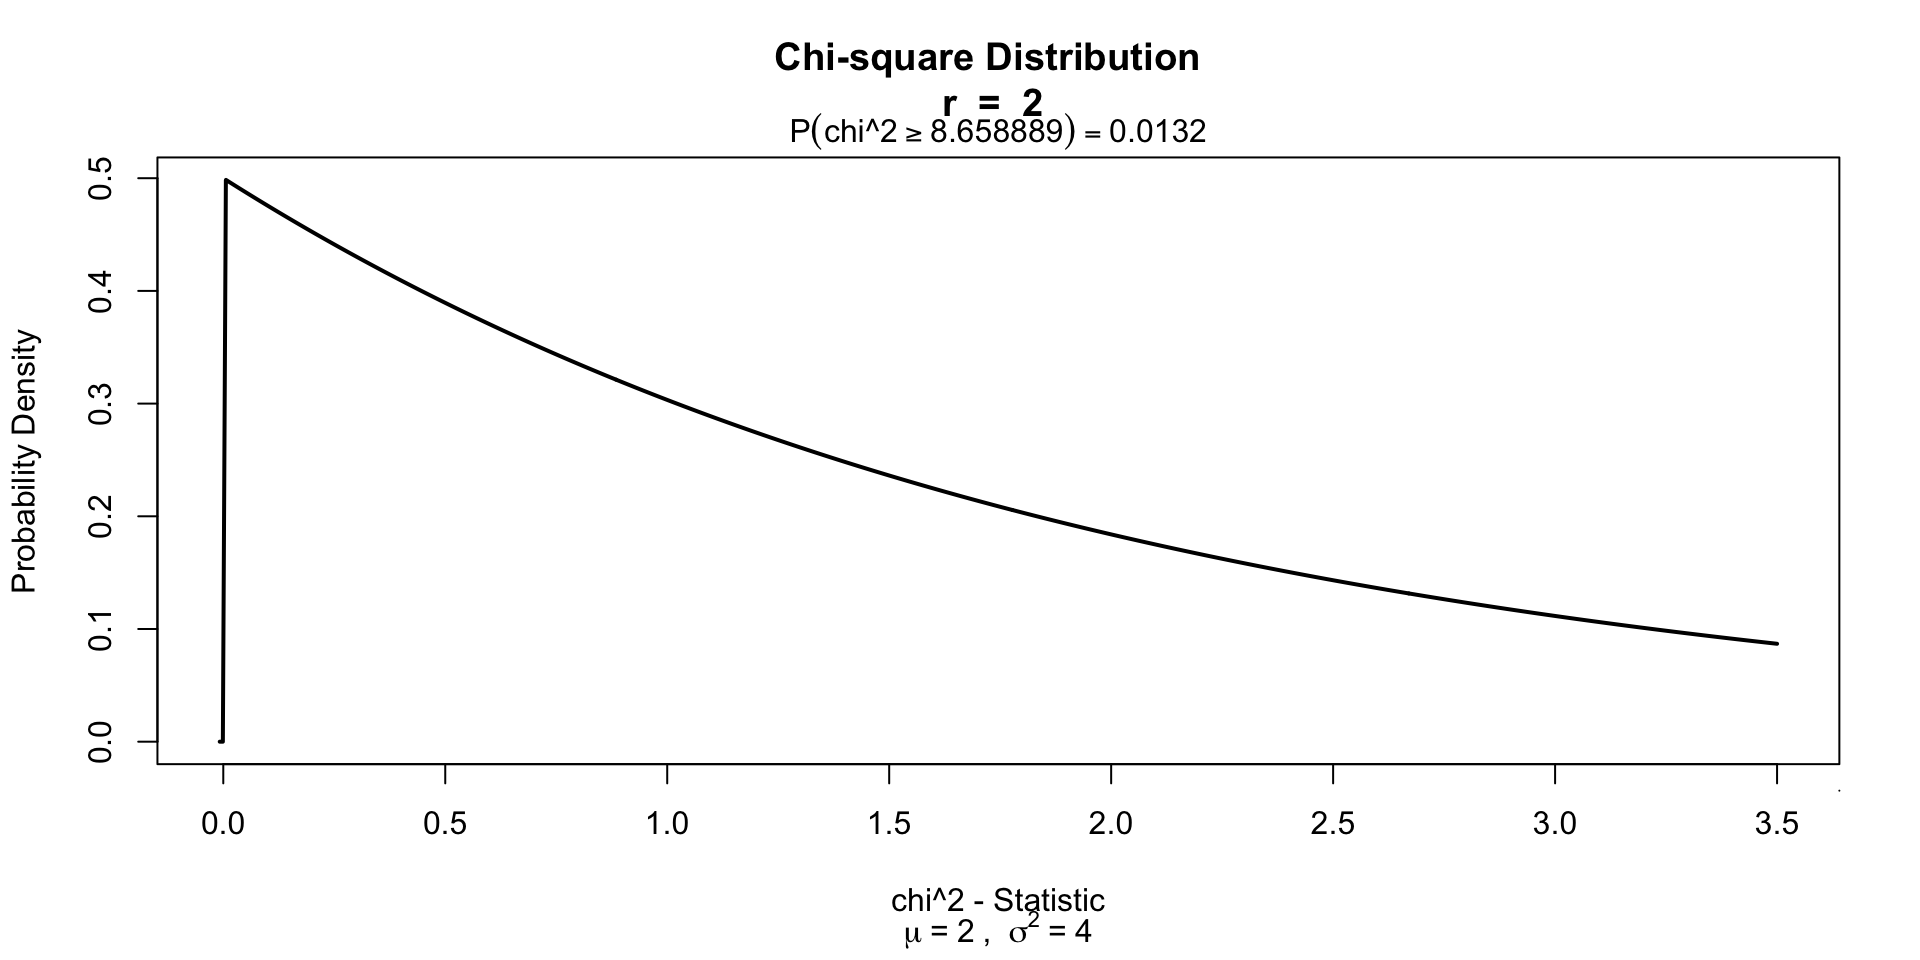 Chi-square Distribution
r = 2
P(chi^2 ≥ 8.658889) = 0.0132
Probability Density
0.5
0.4
0.3
0.2
0.1
0.0
0.0 0.5 1.0 1.5 2.0 2.5 3.0 3.5
chi^2 - Statistic
μ = 2 , σ² = 4